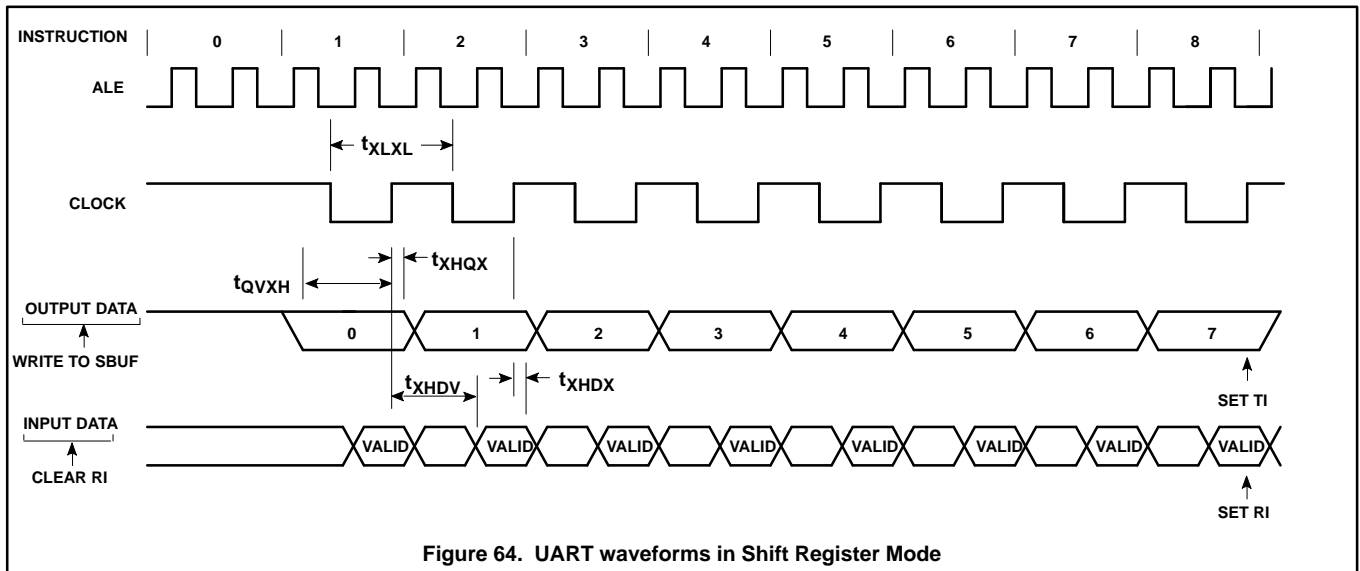 INSTRUCTION 0 1 2 3 4 5 6 7 8
ALE
tXLXL
CLOCK
tXHQX
tQVXH
OUTPUT DATA
0 1 2 3 4 5 6 7
WRITE TO SBUF
tXHDV
tXHDX
SET TI
INPUT DATA
VALID VALID VALID VALID VALID VALID VALID VALID
CLEAR RI
SET RI
Figure 64. UART waveforms in Shift Register Mode